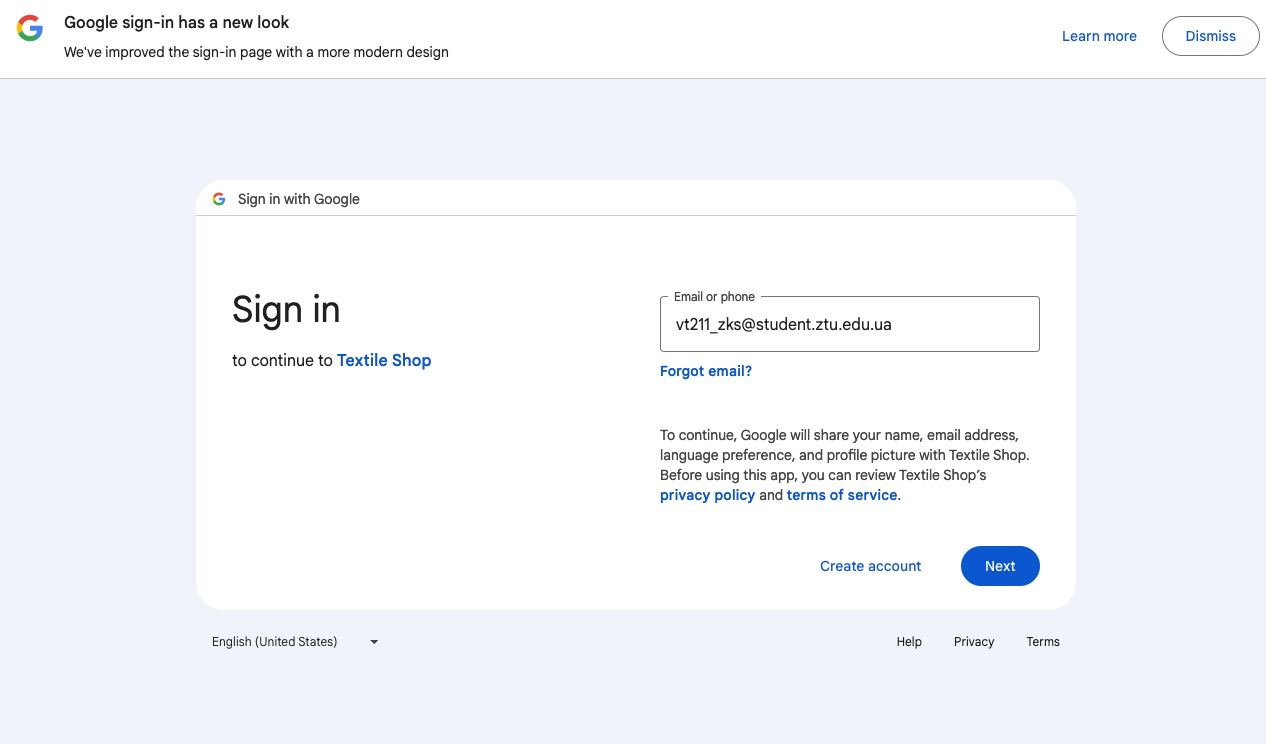 Google sign-in has a new look
We've improved the sign-in page with a more modern design
Learn more
Dismiss
Sign in with Google
Sign in
to continue to Textile Shop
Email or phone
vt211_zks@student.ztu.edu.ua
Forgot email?
To continue, Google will share your name, email address,
language preference, and profile picture with Textile Shop.
Before using this app, you can review Textile Shop’s
privacy policy and terms of service.
Create account
Next
English (United States)
Help
Privacy
Terms